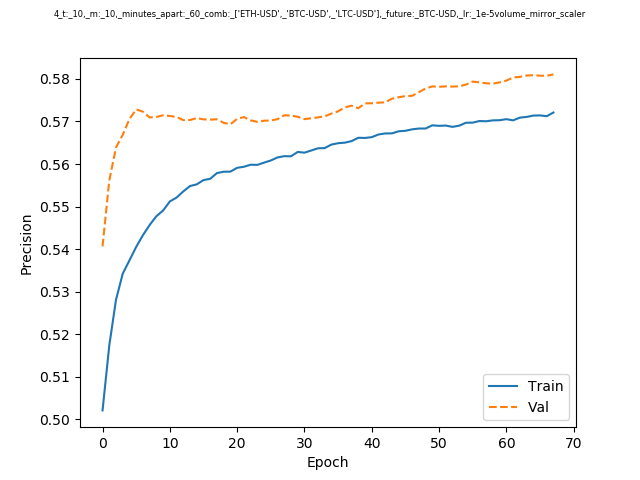 4_t:_10,_m:_10,_minutes_apart:_60_comb:_['ETH-USD',_'BTC-USD',_'LTC-USD'],_future:_BTC-USD,_lr:_1e-5volume_mirror_scaler
0.58
0.57
0.56
0.55
0.54
0.53
0.52
0.51
0.50
Precision
0 10 20 30 40 50 60 70
Epoch
Train
Val